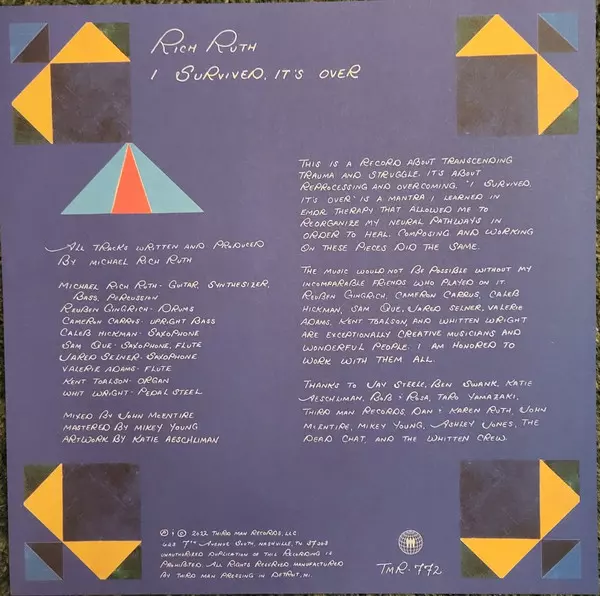 RICH RUTH
I SURVIVED, IT'S OVER
ALL TRACKS WRITTEN AND PRODUCED
BY MICHAEL RICH RUTH
MICHAEL RICH RUTH - GUITAR, SYNTHESIZER,
BASS, PERCUSSION
REUBEN GINGRICH - DRUMS
CAMERON CARRUS - UPRIGHT BASS
CALEB HICKMAN - SAXOPHONE
SAM QUE - SAXOPHONE, FLUTE
JARED SELNER - SAXOPHONE
VALERIE ADAMS - FLUTE
KENT TOALSON - ORGAN
WHIT WRIGHT - PEDAL STEEL
MIXED BY JOHN MCENTIRE
MASTERED BY MIKEY YOUNG
ARTWORK BY KATIE AESCHLIMAN
THIS IS A RECORD ABOUT TRANSCENDING
TRAUMA AND STRUGGLE. IT'S ABOUT
REPROCESSING AND OVERCOMING. 'I SURVIVED,
IT'S OVER' IS A MANTRA I LEARNED IN
EMDR THERAPY THAT ALLOWED ME TO
REORGANIZE MY NEURAL PATHWAYS IN
ORDER TO HEAL. COMPOSING AND WORKING
ON THESE PIECES DID THE SAME.
THE MUSIC WOULD NOT BE POSSIBLE WITHOUT MY
INCOMPARABLE FRIENDS WHO PLAYED ON IT.
REUBEN GINGRICH, CAMERON CARRUS, CALEB
HICKMAN, SAM QUE, JARED SELNER, VALERIE
ADAMS, KENT TOALSON, AND WHITTEN WRIGHT
ARE EXCEPTIONALLY CREATIVE MUSICIANS AND
WONDERFUL PEOPLE. I AM HONORED TO
WORK WITH THEM ALL.
THANKS TO JAY STEELE, BEN SWANK, KATIE
AESCHLIMAN, BOB & ROJA, TARO YAMAZAKI,
THIRD MAN RECORDS, DAN & KAREN RUTH, JOHN
MCENTIRE, MIKEY YOUNG, ASHLEY JONES, THE
DEAD CHAT, AND THE WHITTEN CREW.
℗ & © 2022 THIRD MAN RECORDS, LLC
623 7TH AVENUE SOUTH, NASHVILLE, TN 37203
UNAUTHORIZED DUPLICATION OF THIS RECORDING IS
PROHIBITED. ALL RIGHTS RESERVED. MANUFACTURED
BY THIRD MAN PRESSING IN DETROIT, MI.
TMR-772